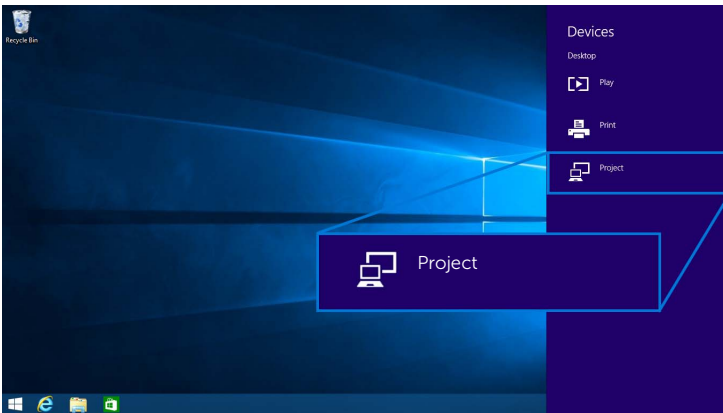 Recycle Bin
Devices
Desktop
Play
Print
Project
Project